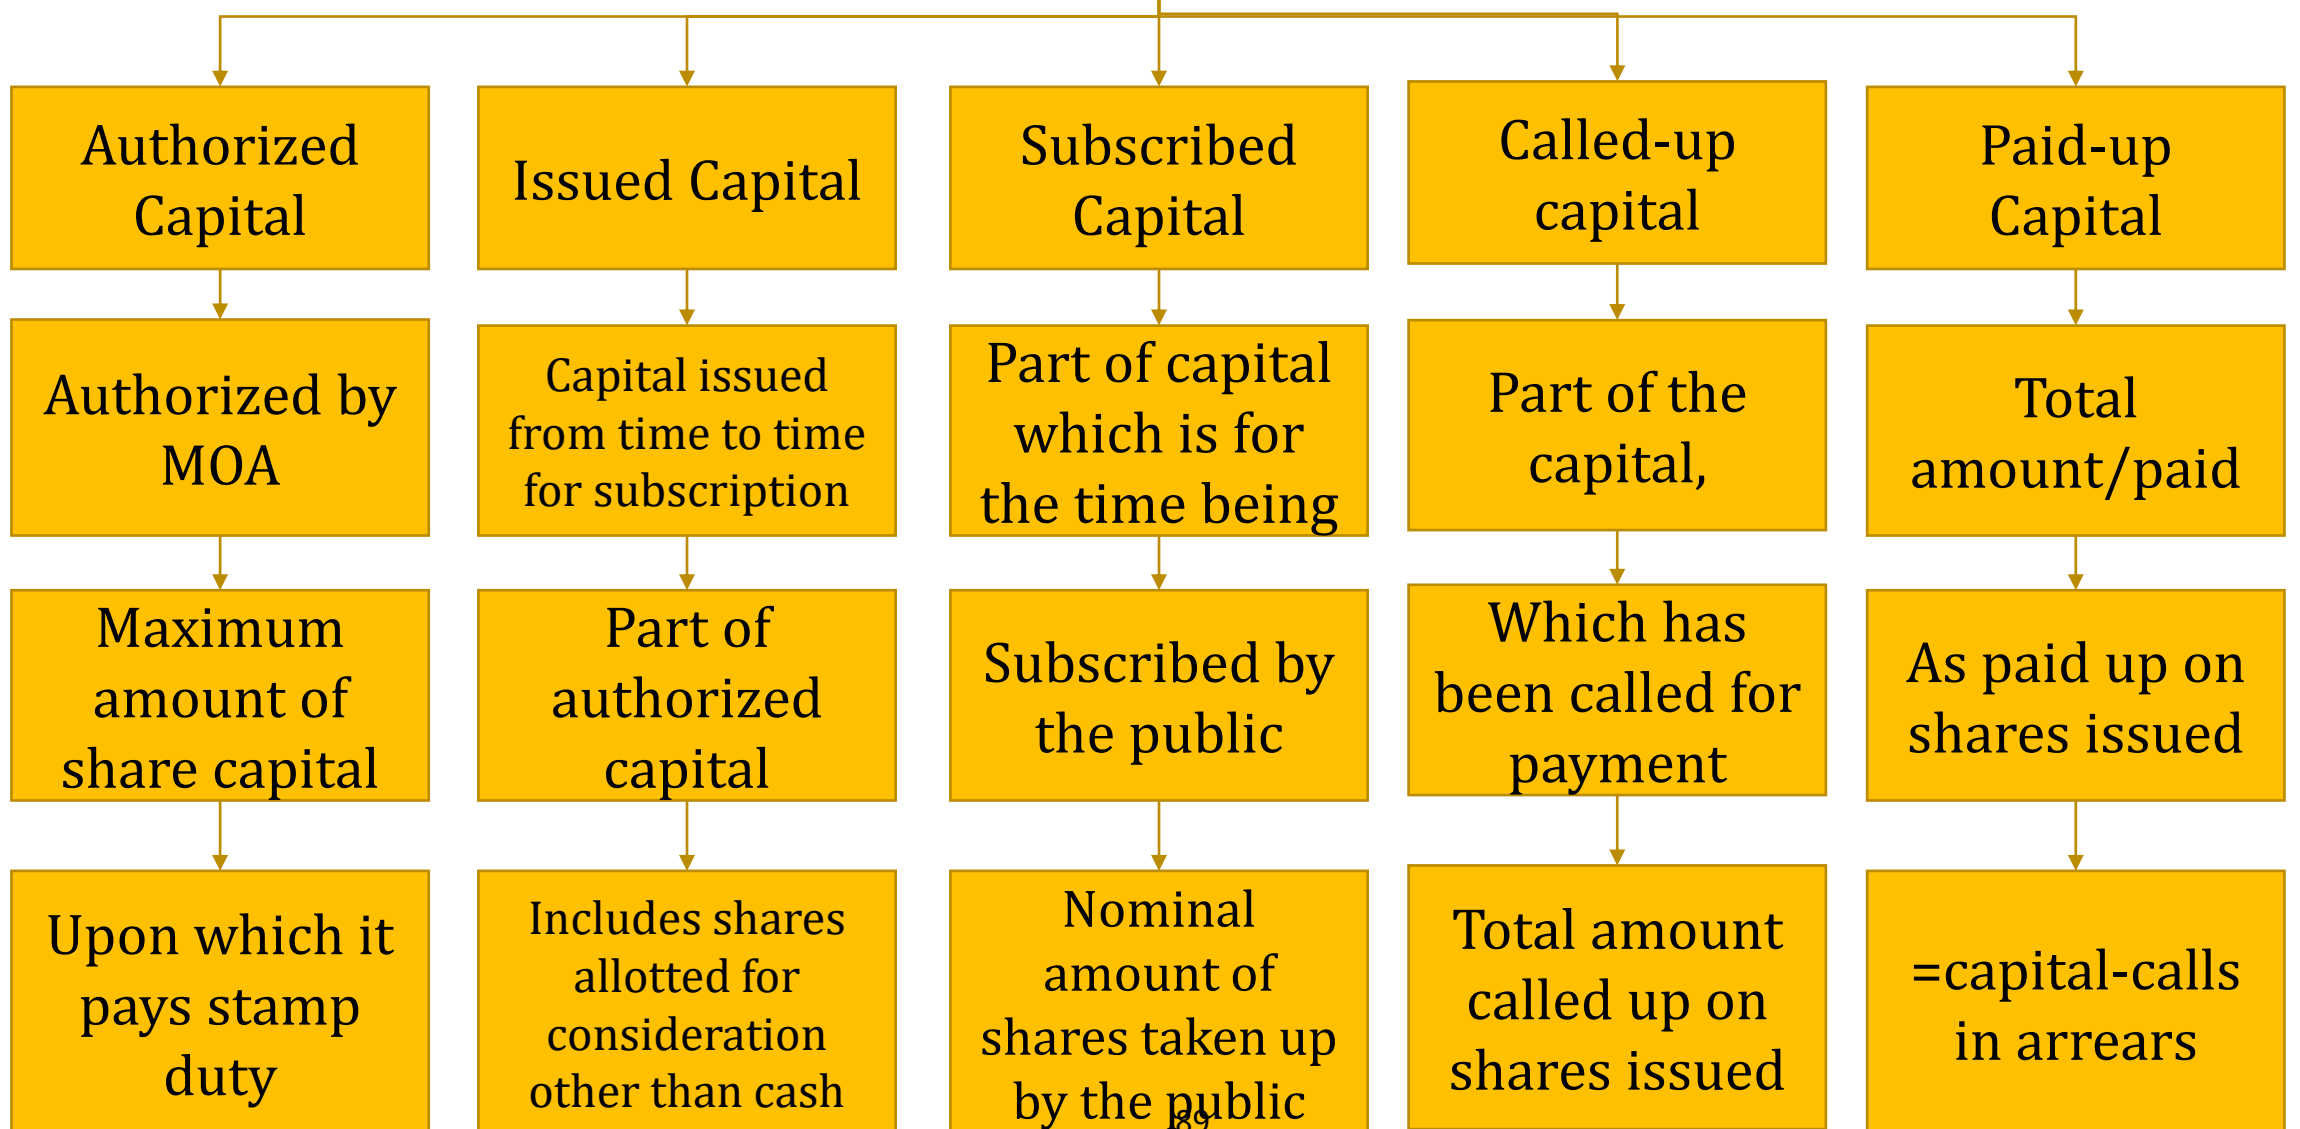 Authorized
Capital
Authorized by
MOA
Maximum
amount of
share capital
Upon which it
pays stamp
duty
Issued Capital
Capital issued
from time to time
for subscription
Part of
authorized
capital
Includes shares
allotted for
consideration
other than cash
Subscribed
Capital
Part of capital
which is for
the time being
Subscribed by
the public
Nominal
amount of
shares taken up
by the public
Called-up
capital
Part of the
capital,
Which has
been called for
payment
Total amount
called up on
shares issued
Paid-up
Capital
Total
amount/paid
As paid up on
shares issued
=capital-calls
in arrears
89